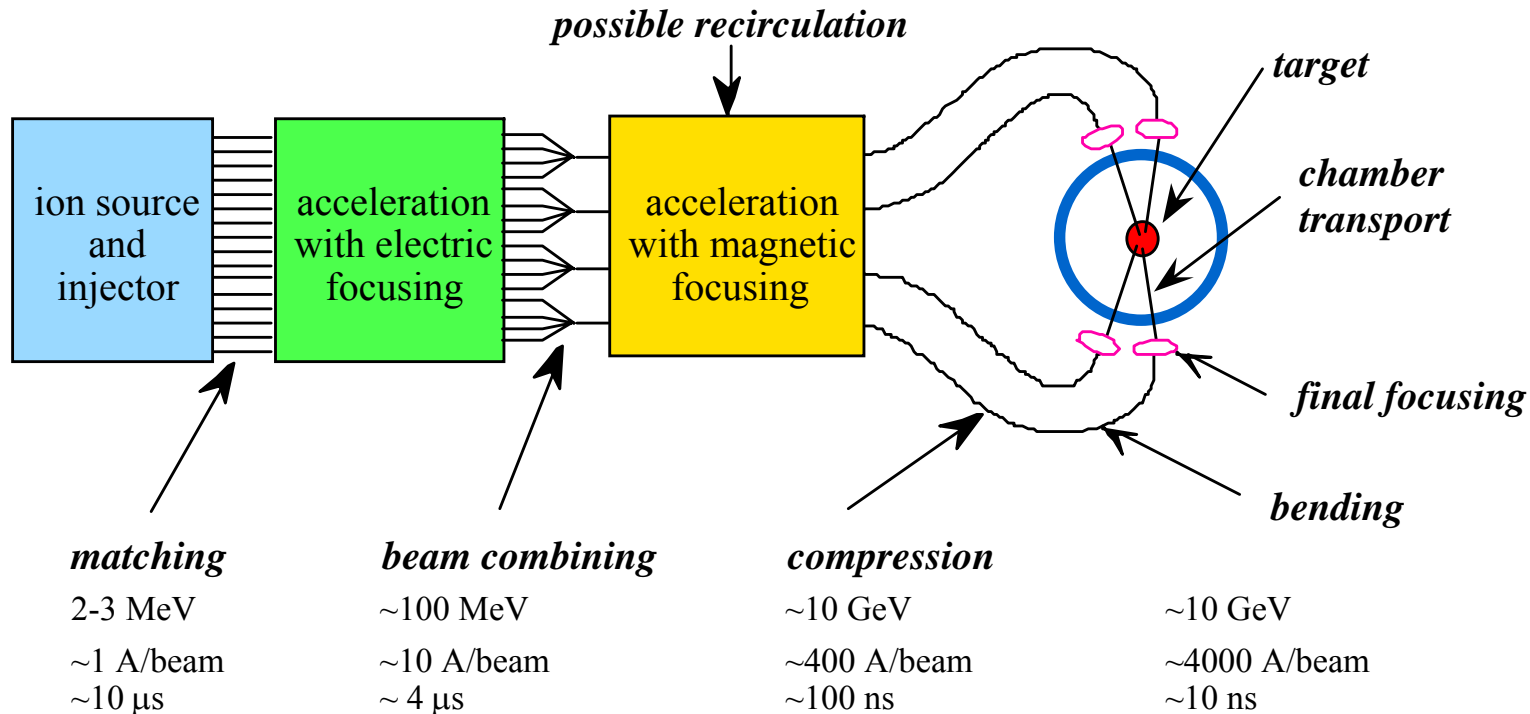 possible recirculation
target
chamber
transport
ion source
and
injector
acceleration
with electric
focusing
acceleration
with magnetic
focusing
final focusing
bending
matching
2-3 MeV
~1 A/beam
~10 μs
beam combining
~100 MeV
~10 A/beam
~ 4 μs
compression
~10 GeV
~400 A/beam
~100 ns
~10 GeV
~4000 A/beam
~10 ns